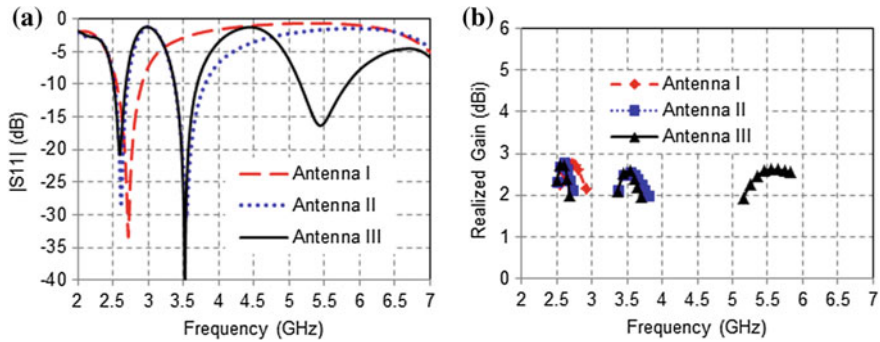 (a)
0
-5
-10
-15
-20
-25
-30
-35
-40
|S11| (dB)
Antenna I
Antenna II
Antenna III
2 2.5 3 3.5 4 4.5 5 5.5 6 6.5 7
Frequency (GHz)
(b)
6
5
4
3
2
1
0
Realized Gain (dBi)
Antenna I
Antenna II
Antenna III
2 2.5 3 3.5 4 4.5 5 5.5 6 6.5 7
Frequency (GHz)